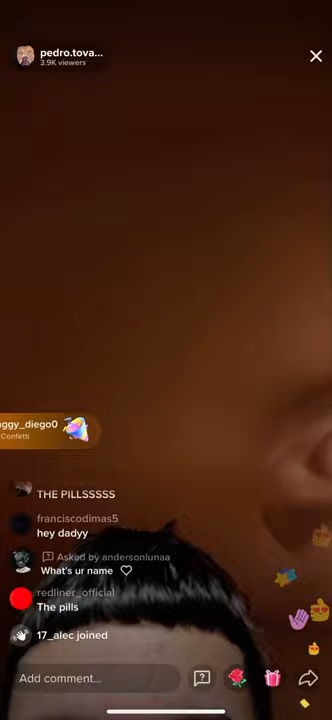 pedro.tova...
3.9K viewers
ggy_diego0
Confetti
THE PILLSSSSS
franciscodimas5
hey dadyy
Asked by andersonlunaa
What's ur name
redliner_official
The pills
17_alec joined
Add comment...